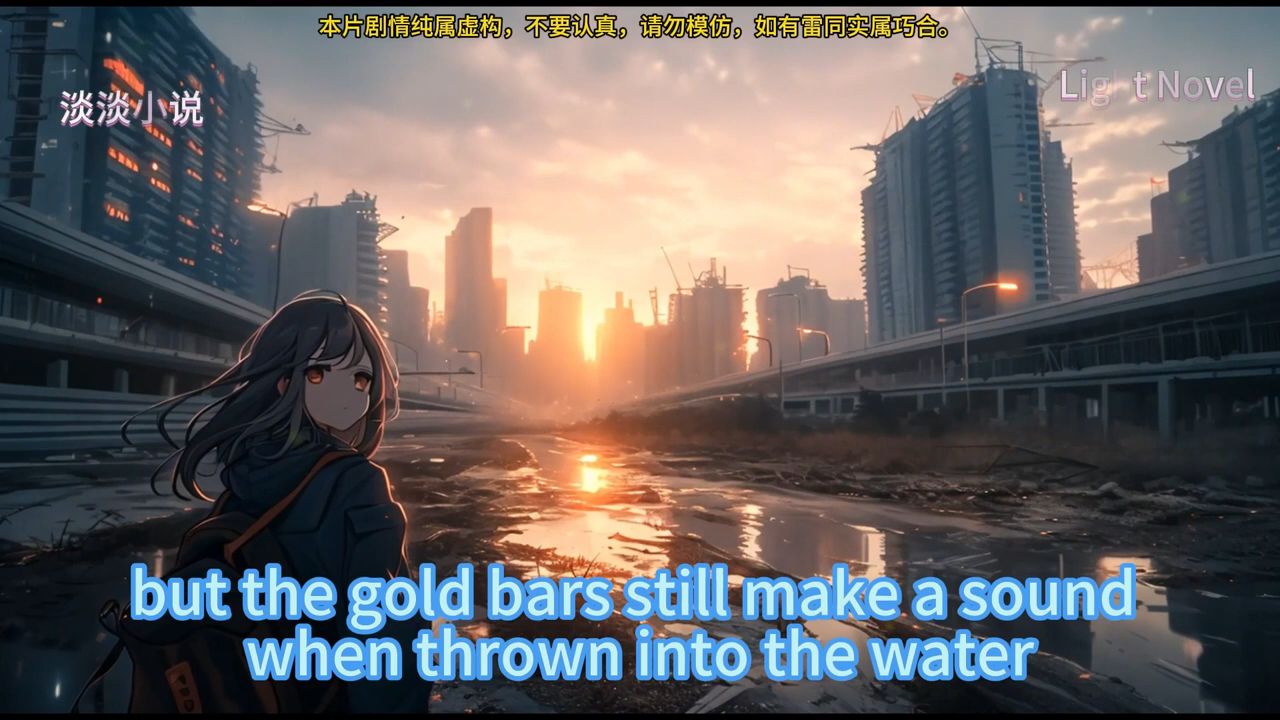 本片剧情纯属虚构，不要认真，请勿模仿，如有雷同实属巧合。
淡淡小说
Light Novel
but the gold bars still make a sound
when thrown into the water